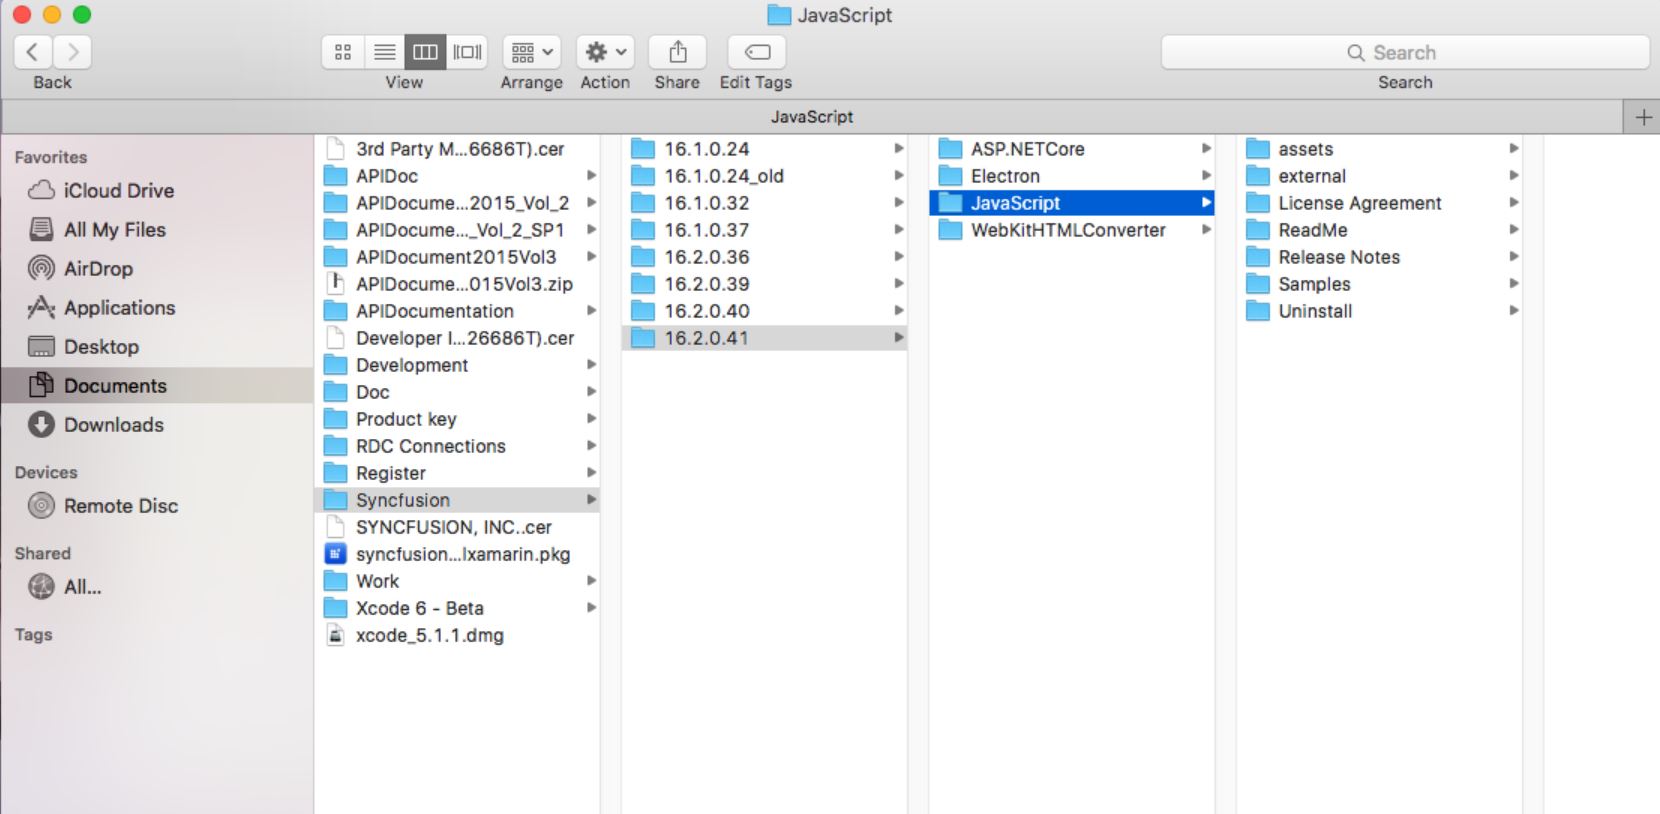 JavaScript
Back
View
Arrange
Action
Share
Edit Tags
Search
Search
JavaScript
Favorites
iCloud Drive
All My Files
AirDrop
Applications
Desktop
Documents
Downloads
Devices
Remote Disc
Shared
All...
Tags
3rd Party M...6686T).cer
APIDoc
APIDocume...2015_Vol_2
APIDocume..._Vol_2_SP1
APIDocument2015Vol3
APIDocume...015Vol3.zip
APIDocumentation
Developer I...26686T).cer
Development
Doc
Product key
RDC Connections
Register
Syncfusion
SYNCFUSION, INC..cer
syncfusion...lxamarin.pkg
Work
Xcode 6 - Beta
xcode_5.1.1.dmg
16.1.0.24
16.1.0.24_old
16.1.0.32
16.1.0.37
16.2.0.36
16.2.0.39
16.2.0.40
16.2.0.41
ASP.NETCore
Electron
JavaScript
WebKitHTMLConverter
assets
external
License Agreement
ReadMe
Release Notes
Samples
Uninstall